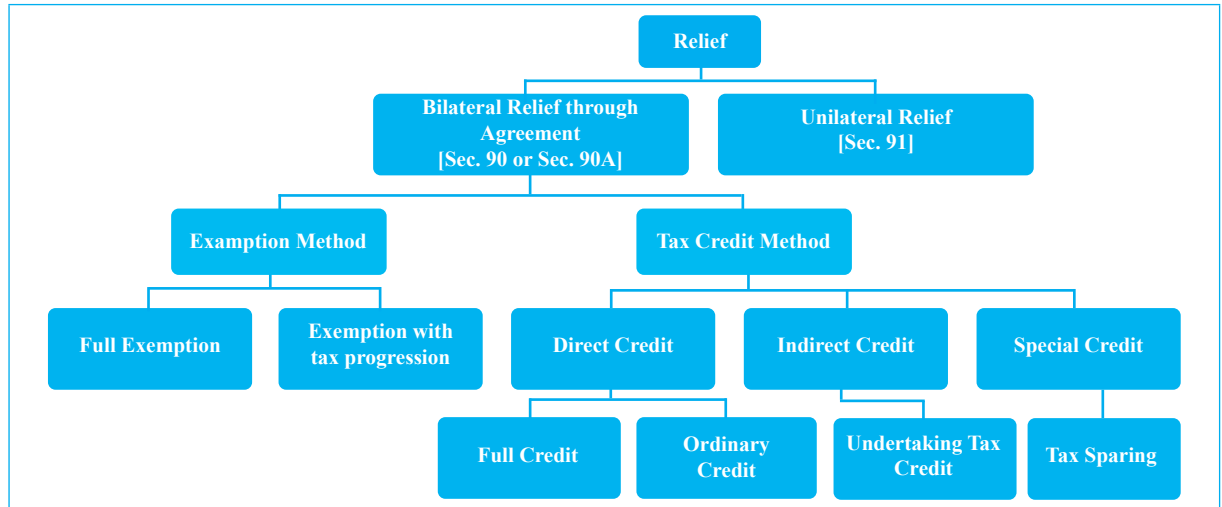 Relief
Bilateral Relief through
Agreement
[Sec. 90 or Sec. 90A]
Unilateral Relief
[Sec. 91]
Examption Method
Tax Credit Method
Full Exemption
Exemption with
tax progression
Direct Credit
Indirect Credit
Special Credit
Full Credit
Ordinary
Credit
Undertaking Tax
Credit
Tax Sparing